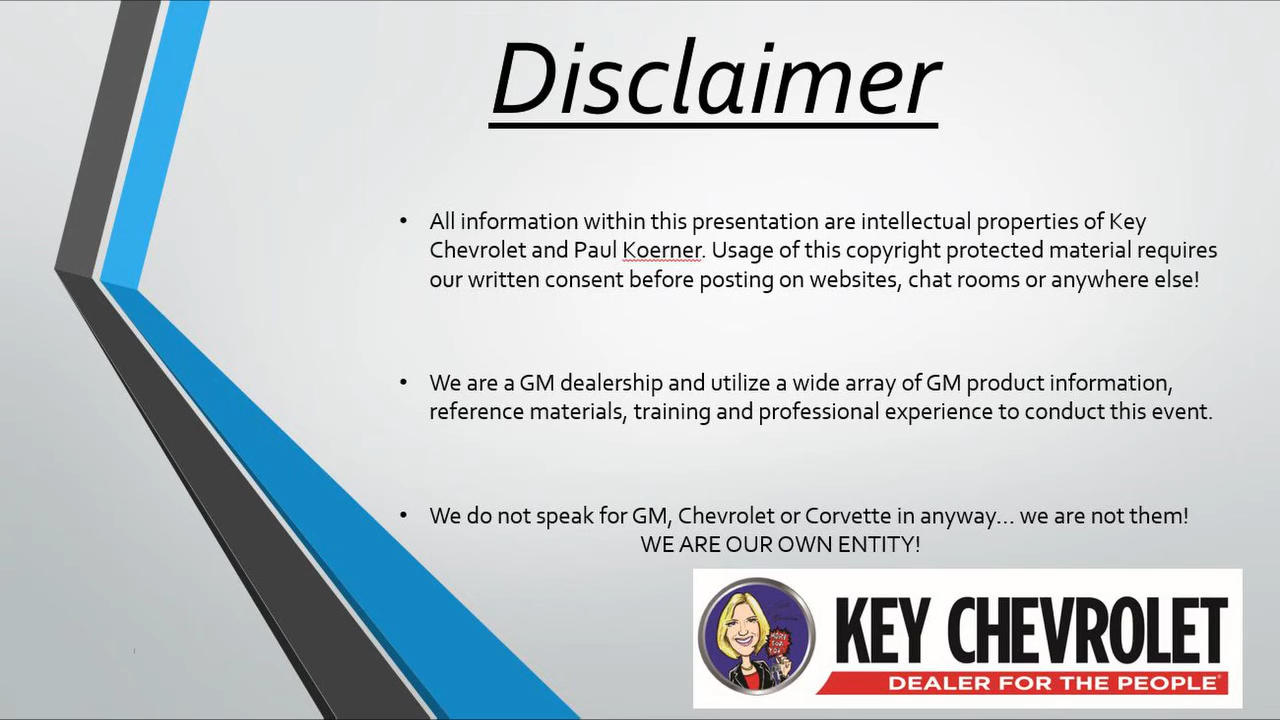 Disclaimer
• All information within this presentation are intellectual properties of Key
Chevrolet and Paul Koerner. Usage of this copyright protected material requires
our written consent before posting on websites, chat rooms or anywhere else!
• We are a GM dealership and utilize a wide array of GM product information,
reference materials, training and professional experience to conduct this event.
• We do not speak for GM, Chevrolet or Corvette in anyway... we are not them!
WE ARE OUR OWN ENTITY!
MORE FOR YOU
KEY CHEVROLET
DEALER FOR THE PEOPLE